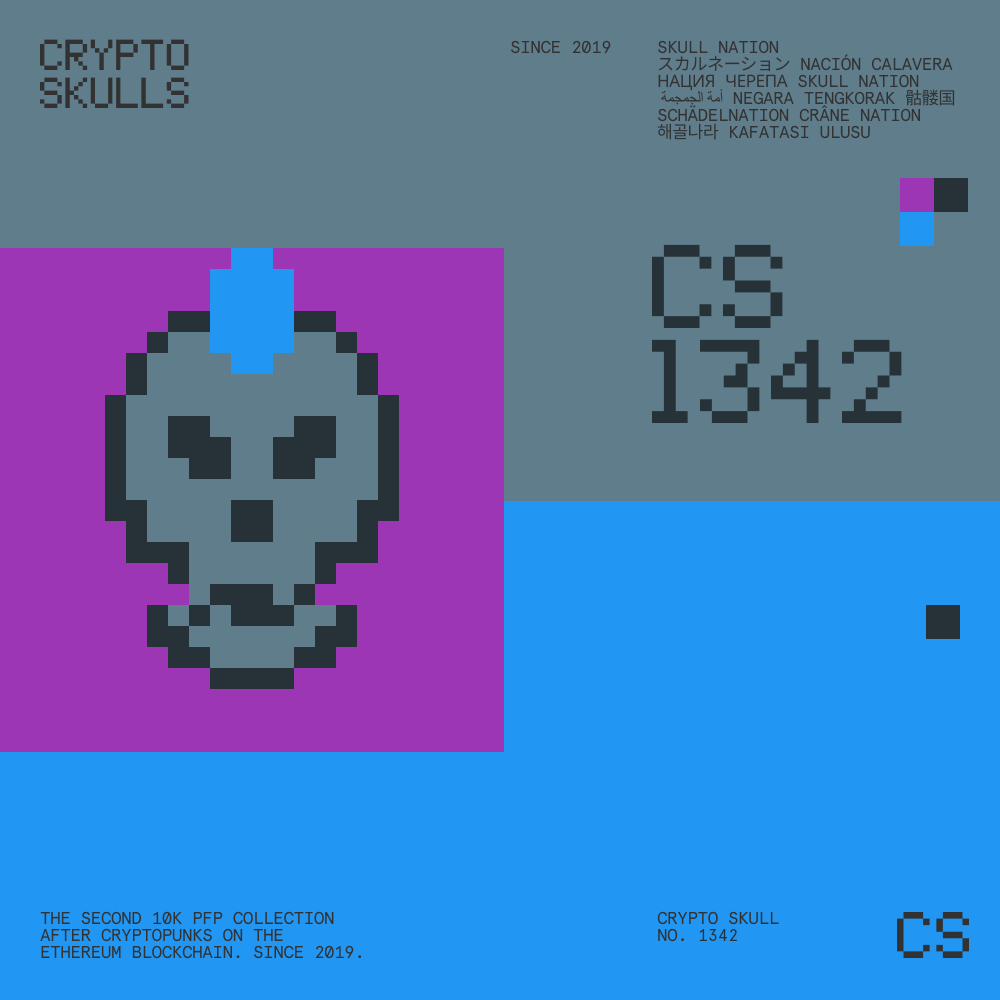 CRYPTO
SKULLS
SINCE 2019
SKULL NATION
スカルネーション NACIÓN CALAVERA
НАЦИЯ ЧЕРЕПА SKULL NATION
أمة الجمجمة NEGARA TENGKORAK 骷髅国
SCHÄDELNATION CRÂNE NATION
해골나라 KAFATASI ULUSU
CS
1342
THE SECOND 10K PFP COLLECTION
AFTER CRYPTOPUNKS ON THE
ETHEREUM BLOCKCHAIN. SINCE 2019.
CRYPTO SKULL
NO. 1342
CS